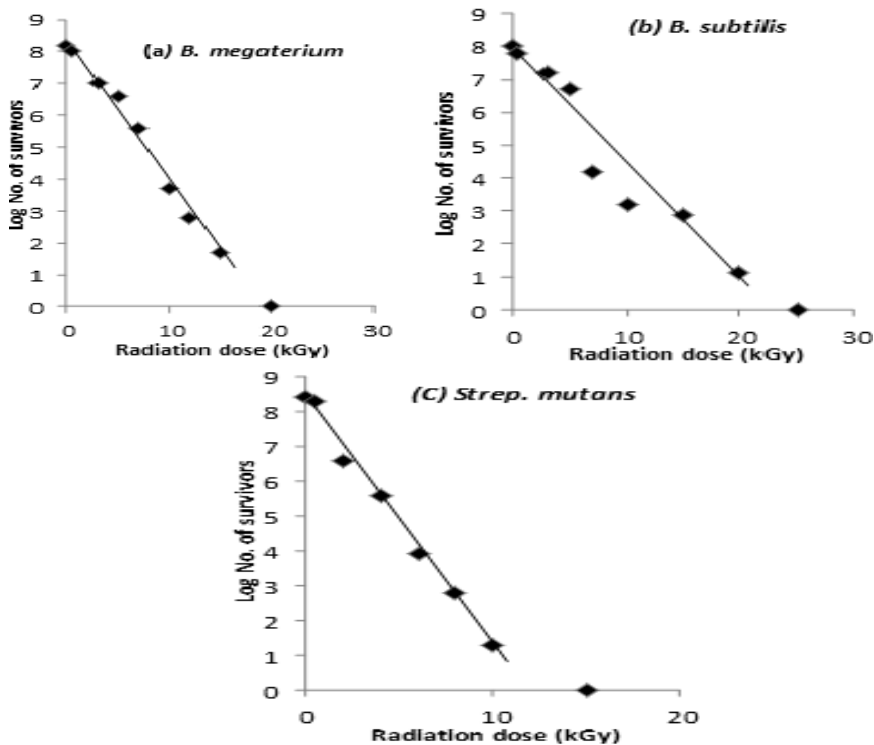 (a) B. megaterium
Log No. of survivors
9
8
7
6
5
4
3
2
1
0
0 10 20 30
Radiation dose (kGy)
(b) B. subtilis
Log No. of survivors
9
8
7
6
5
4
3
2
1
0
0 10 20 30
Radiation dose (kGy)
(C) Strep. mutans
Log No. of survivors
9
8
7
6
5
4
3
2
1
0
0 10 20
Radiation dose (kGy)